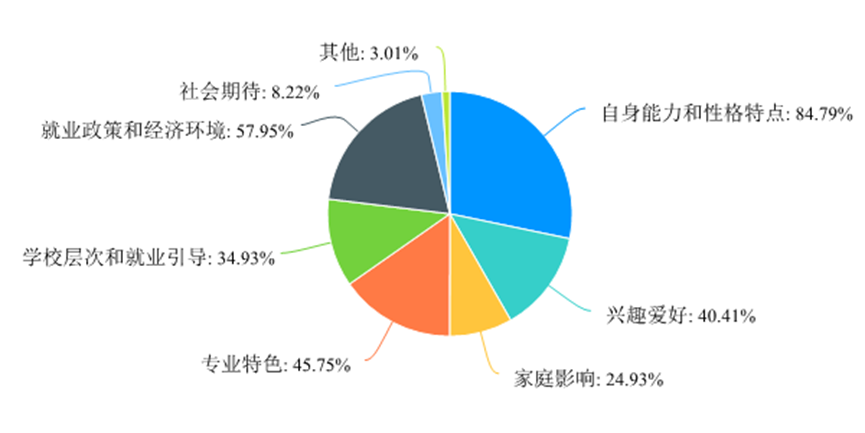 其他: 3.01%
社会期待: 8.22%
自身能力和性格特点: 84.79%
就业政策和经济环境: 57.95%
学校层次和就业引导: 34.93%
兴趣爱好: 40.41%
专业特色: 45.75%
家庭影响: 24.93%